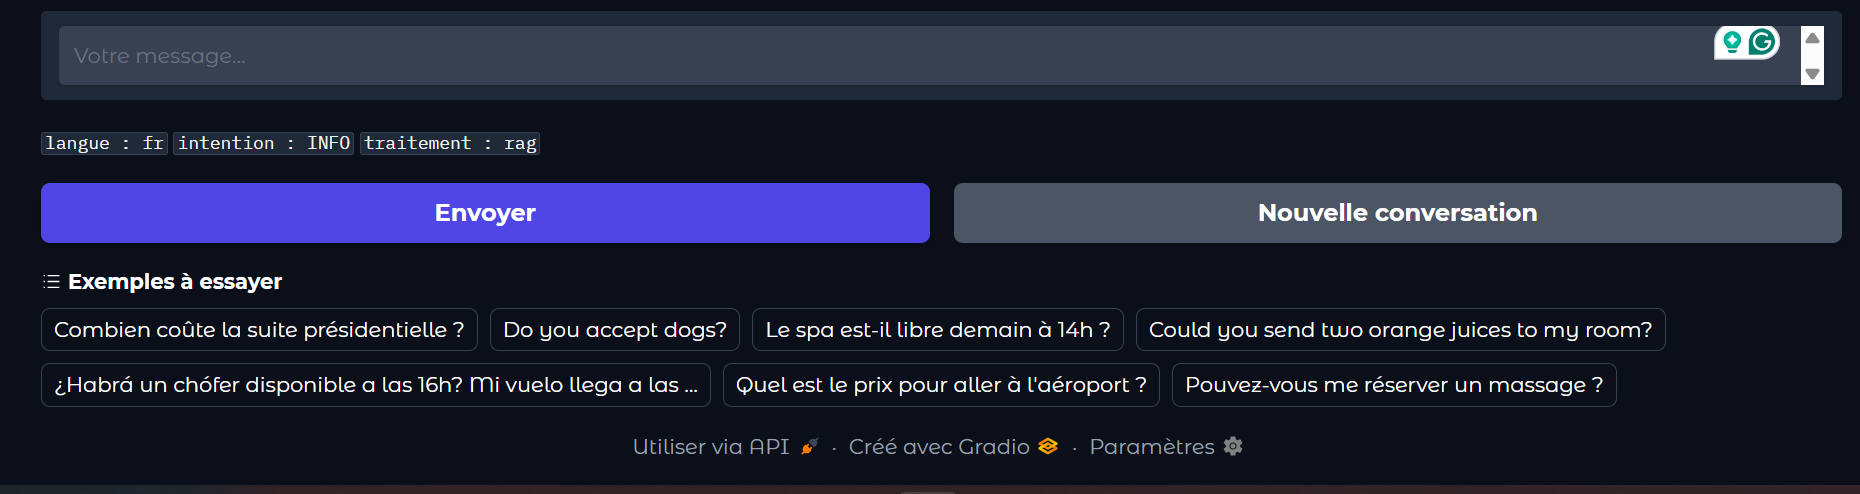 Votre message...
langue : fr intention : INFO traitement : rag
Envoyer Nouvelle conversation
Exemples à essayer
Combien coûte la suite présidentielle ? Do you accept dogs? Le spa est-il libre demain à 14h ? Could you send two orange juices to my room?
¿Habrá un chófer disponible a las 16h? Mi vuelo llega a las ... Quel est le prix pour aller à l'aéroport ? Pouvez-vous me réserver un massage ?
Utiliser via API · Créé avec Gradio · Paramètres